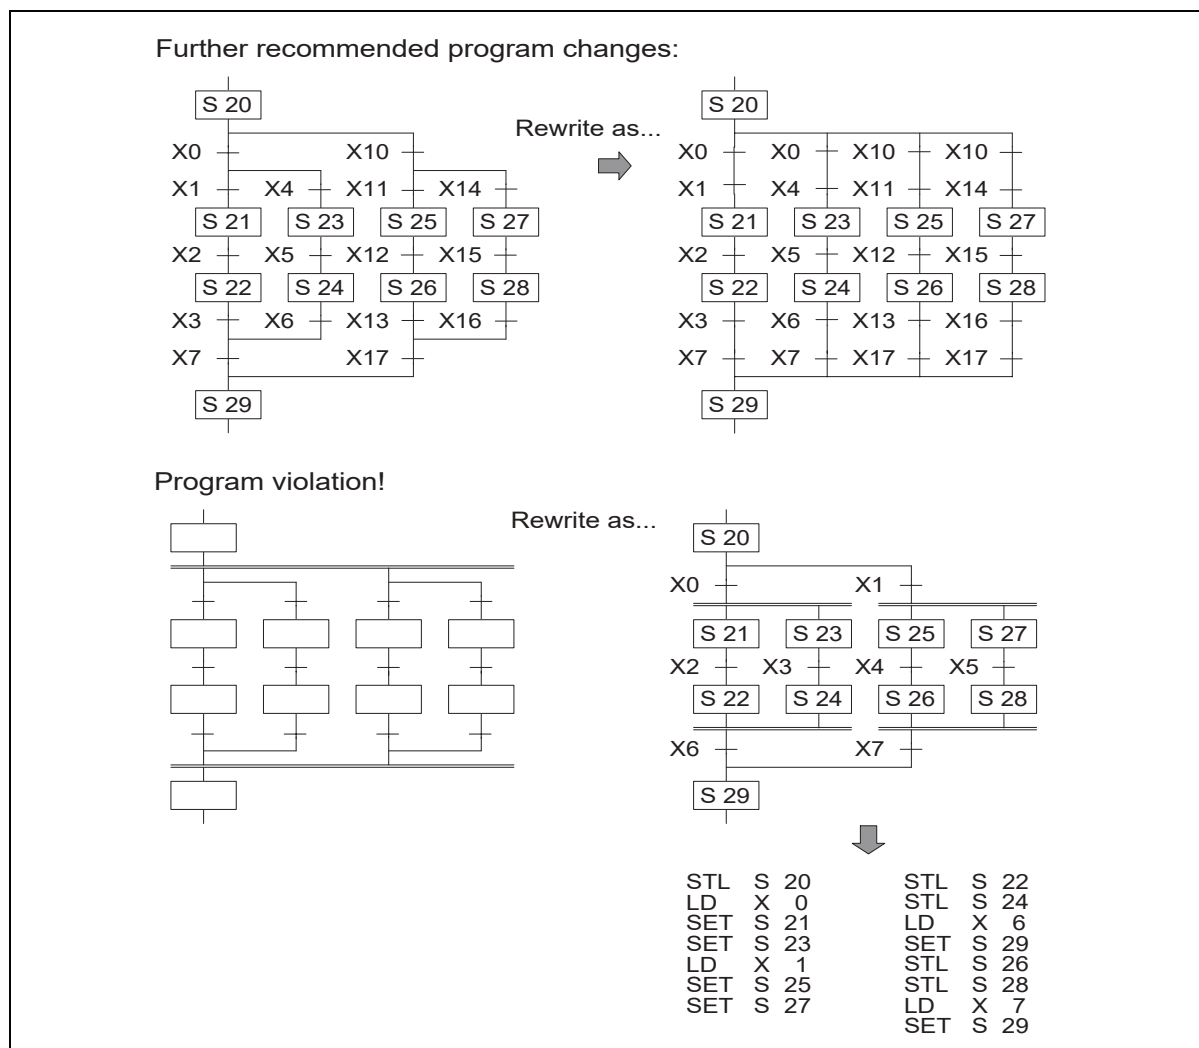 Further recommended program changes:
S 20 S 20
Rewrite as...
X0 X10 X0 X0 X10 X10
X1 X4 X11 X14 X1 X4 X11 X14
S 21 S 23 S 25 S 27 S 21 S 23 S 25 S 27
X2 X5 X12 X15 X2 X5 X12 X15
S 22 S 24 S 26 S 28 S 22 S 24 S 26 S 28
X3 X6 X13 X16 X3 X6 X13 X16
X7 X17 X7 X7 X17 X17
S 29 S 29
Program violation!
Rewrite as...
S 20
X0 X1
S 21 S 23 S 25 S 27
X2 X3 X4 X5
S 22 S 24 S 26 S 28
X6 X7
S 29
STL S 20 STL S 22
LD X 0 STL S 24
SET S 21 LD X 6
SET S 23 SET S 29
LD X 1 STL S 26
SET S 25 STL S 28
SET S 27 LD X 7
SET S 29